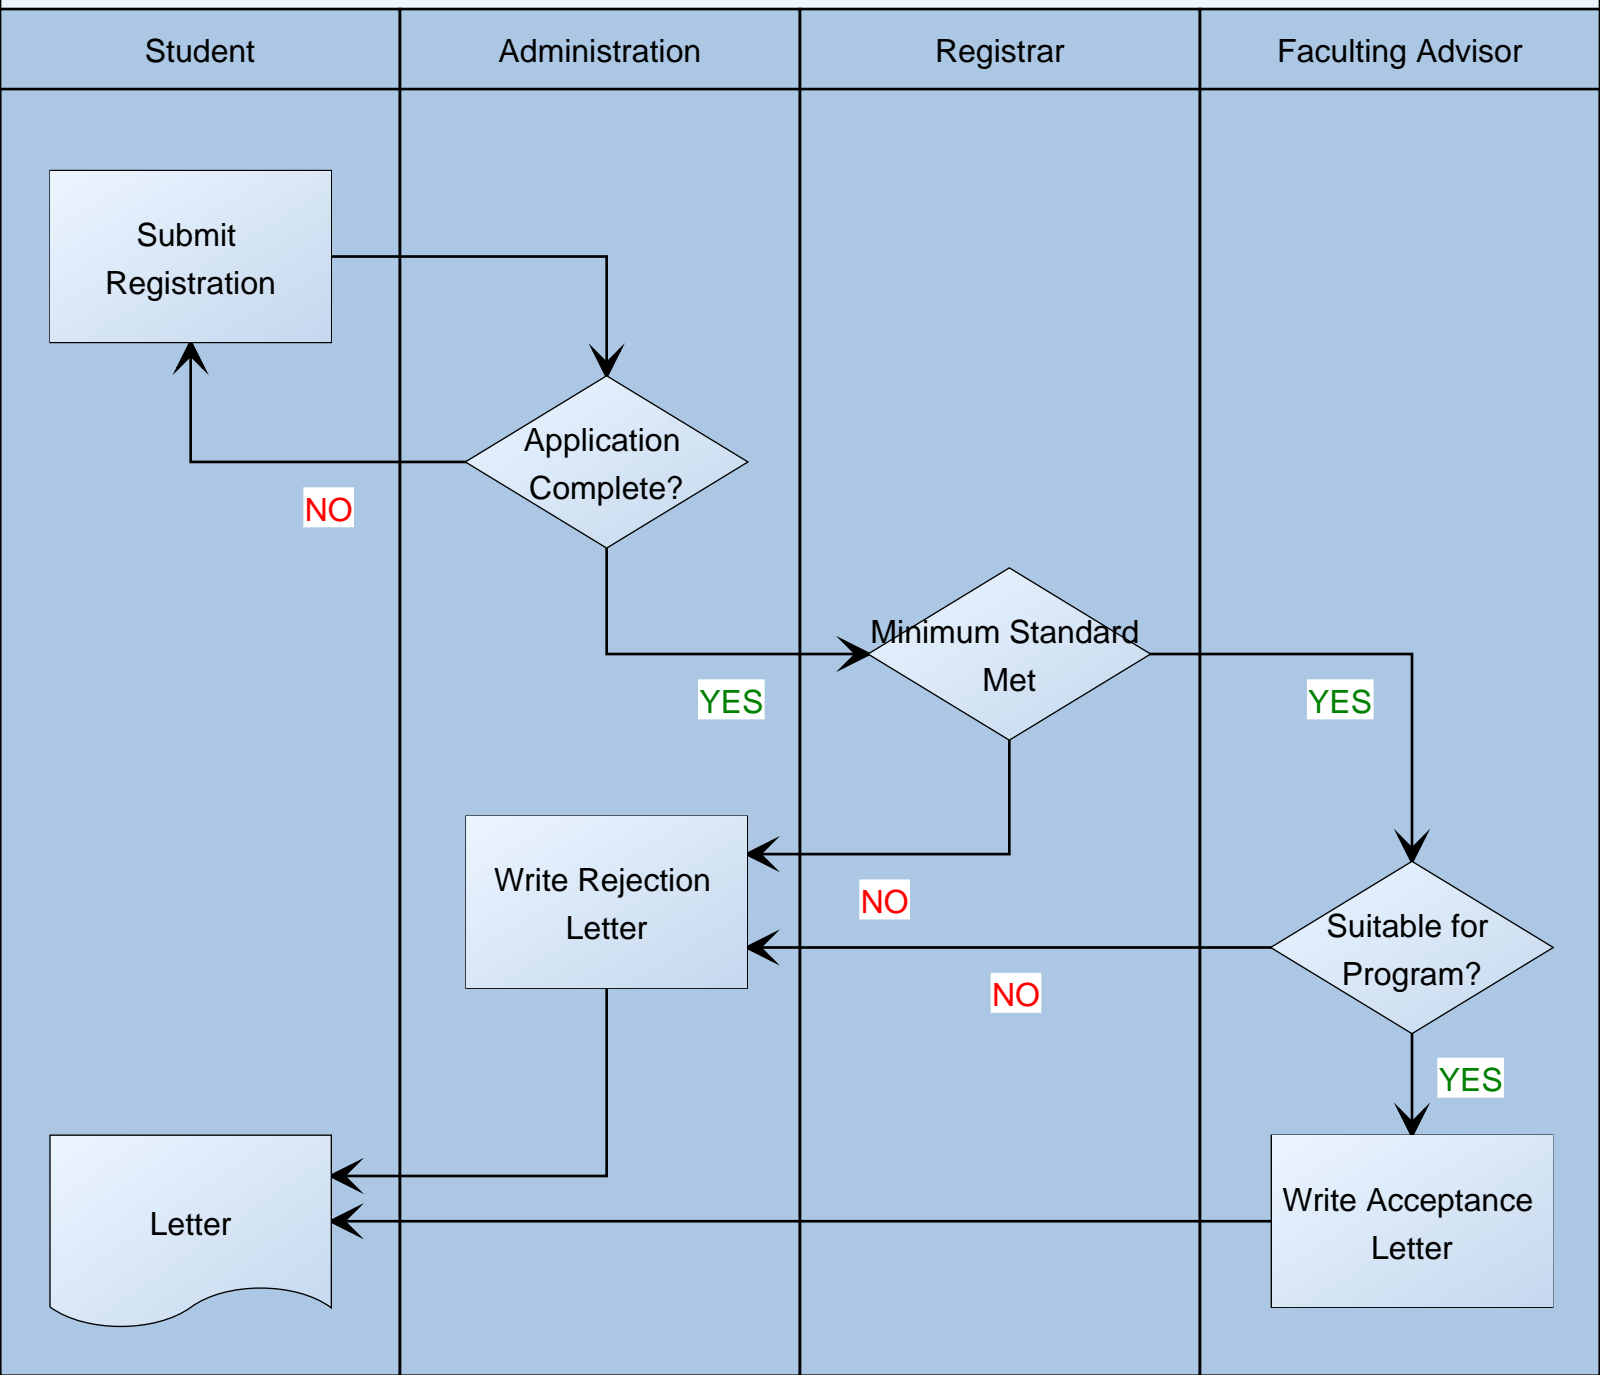 Student
Administration
Registrar
Faculting Advisor
Submit
Registration
Application
Complete?
NO
YES
Minimum Standard
Met
YES
Write Rejection
Letter
NO
NO
Suitable for
Program?
YES
Letter
Write Acceptance
Letter